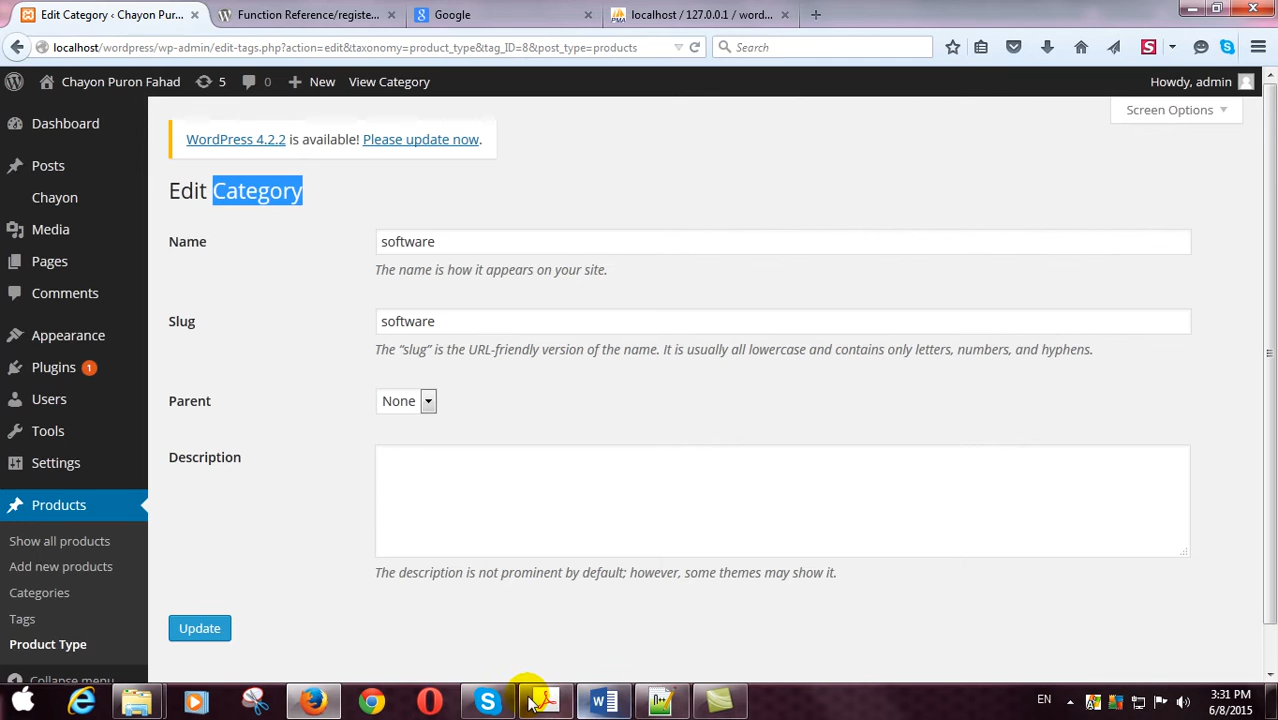 Edit Category ‹ Chayon Pur...
Function Reference/registe...
Google
localhost / 127.0.0.1 / word...
localhost/wordpress/wp-admin/edit-tags.php?action=edit&taxonomy=product_type&tag_ID=8&post_type=products
Search
Chayon Puron Fahad
5
0
New
View Category
Howdy, admin
Screen Options
Dashboard
Posts
Chayon
Media
Pages
Comments
Appearance
Plugins 1
Users
Tools
Settings
Products
Show all products
Add new products
Categories
Tags
Product Type
Collapse menu
WordPress 4.2.2 is available! Please update now.
Edit Category
Name
software
The name is how it appears on your site.
Slug
software
The “slug” is the URL-friendly version of the name. It is usually all lowercase and contains only letters, numbers, and hyphens.
Parent
None
Description
The description is not prominent by default; however, some themes may show it.
Update
EN
3:31 PM
6/8/2015